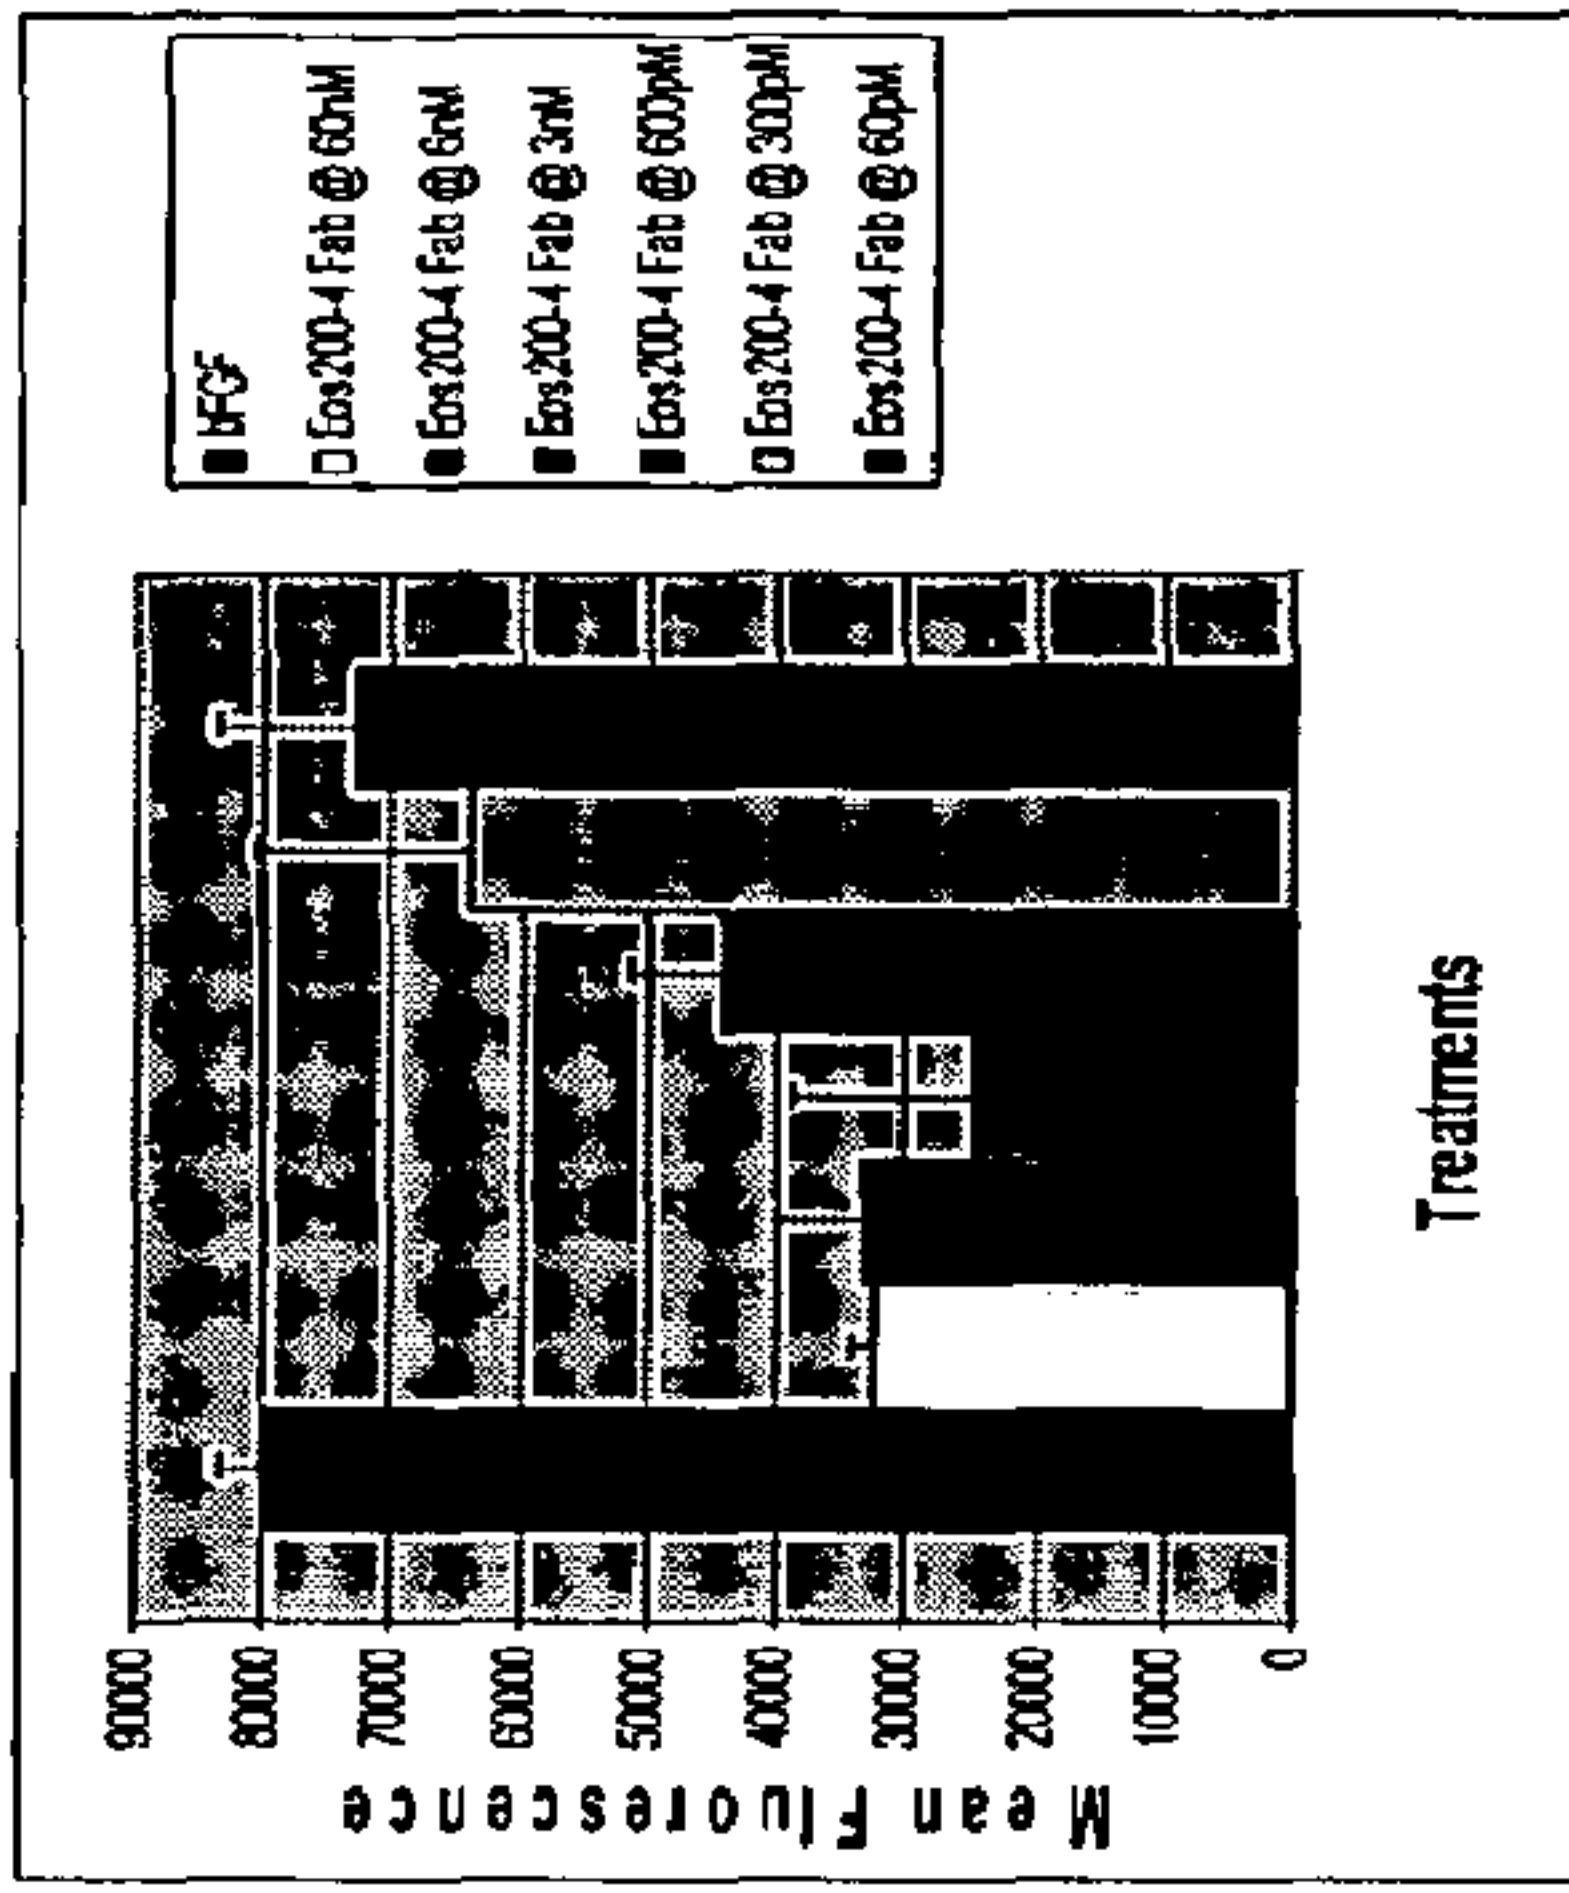 bFGF
Eos200-4 Fab @ 60nM
Eos200-4 Fab @ 6nM
Eos200-4 Fab @ 3nM
Eos200-4 Fab @ 600pM
Eos200-4 Fab @ 300pM
Eos200-4 Fab @ 60pM
Mean Fluorescence
90000
80000
70000
60000
50000
40000
30000
20000
10000
0
Treatments